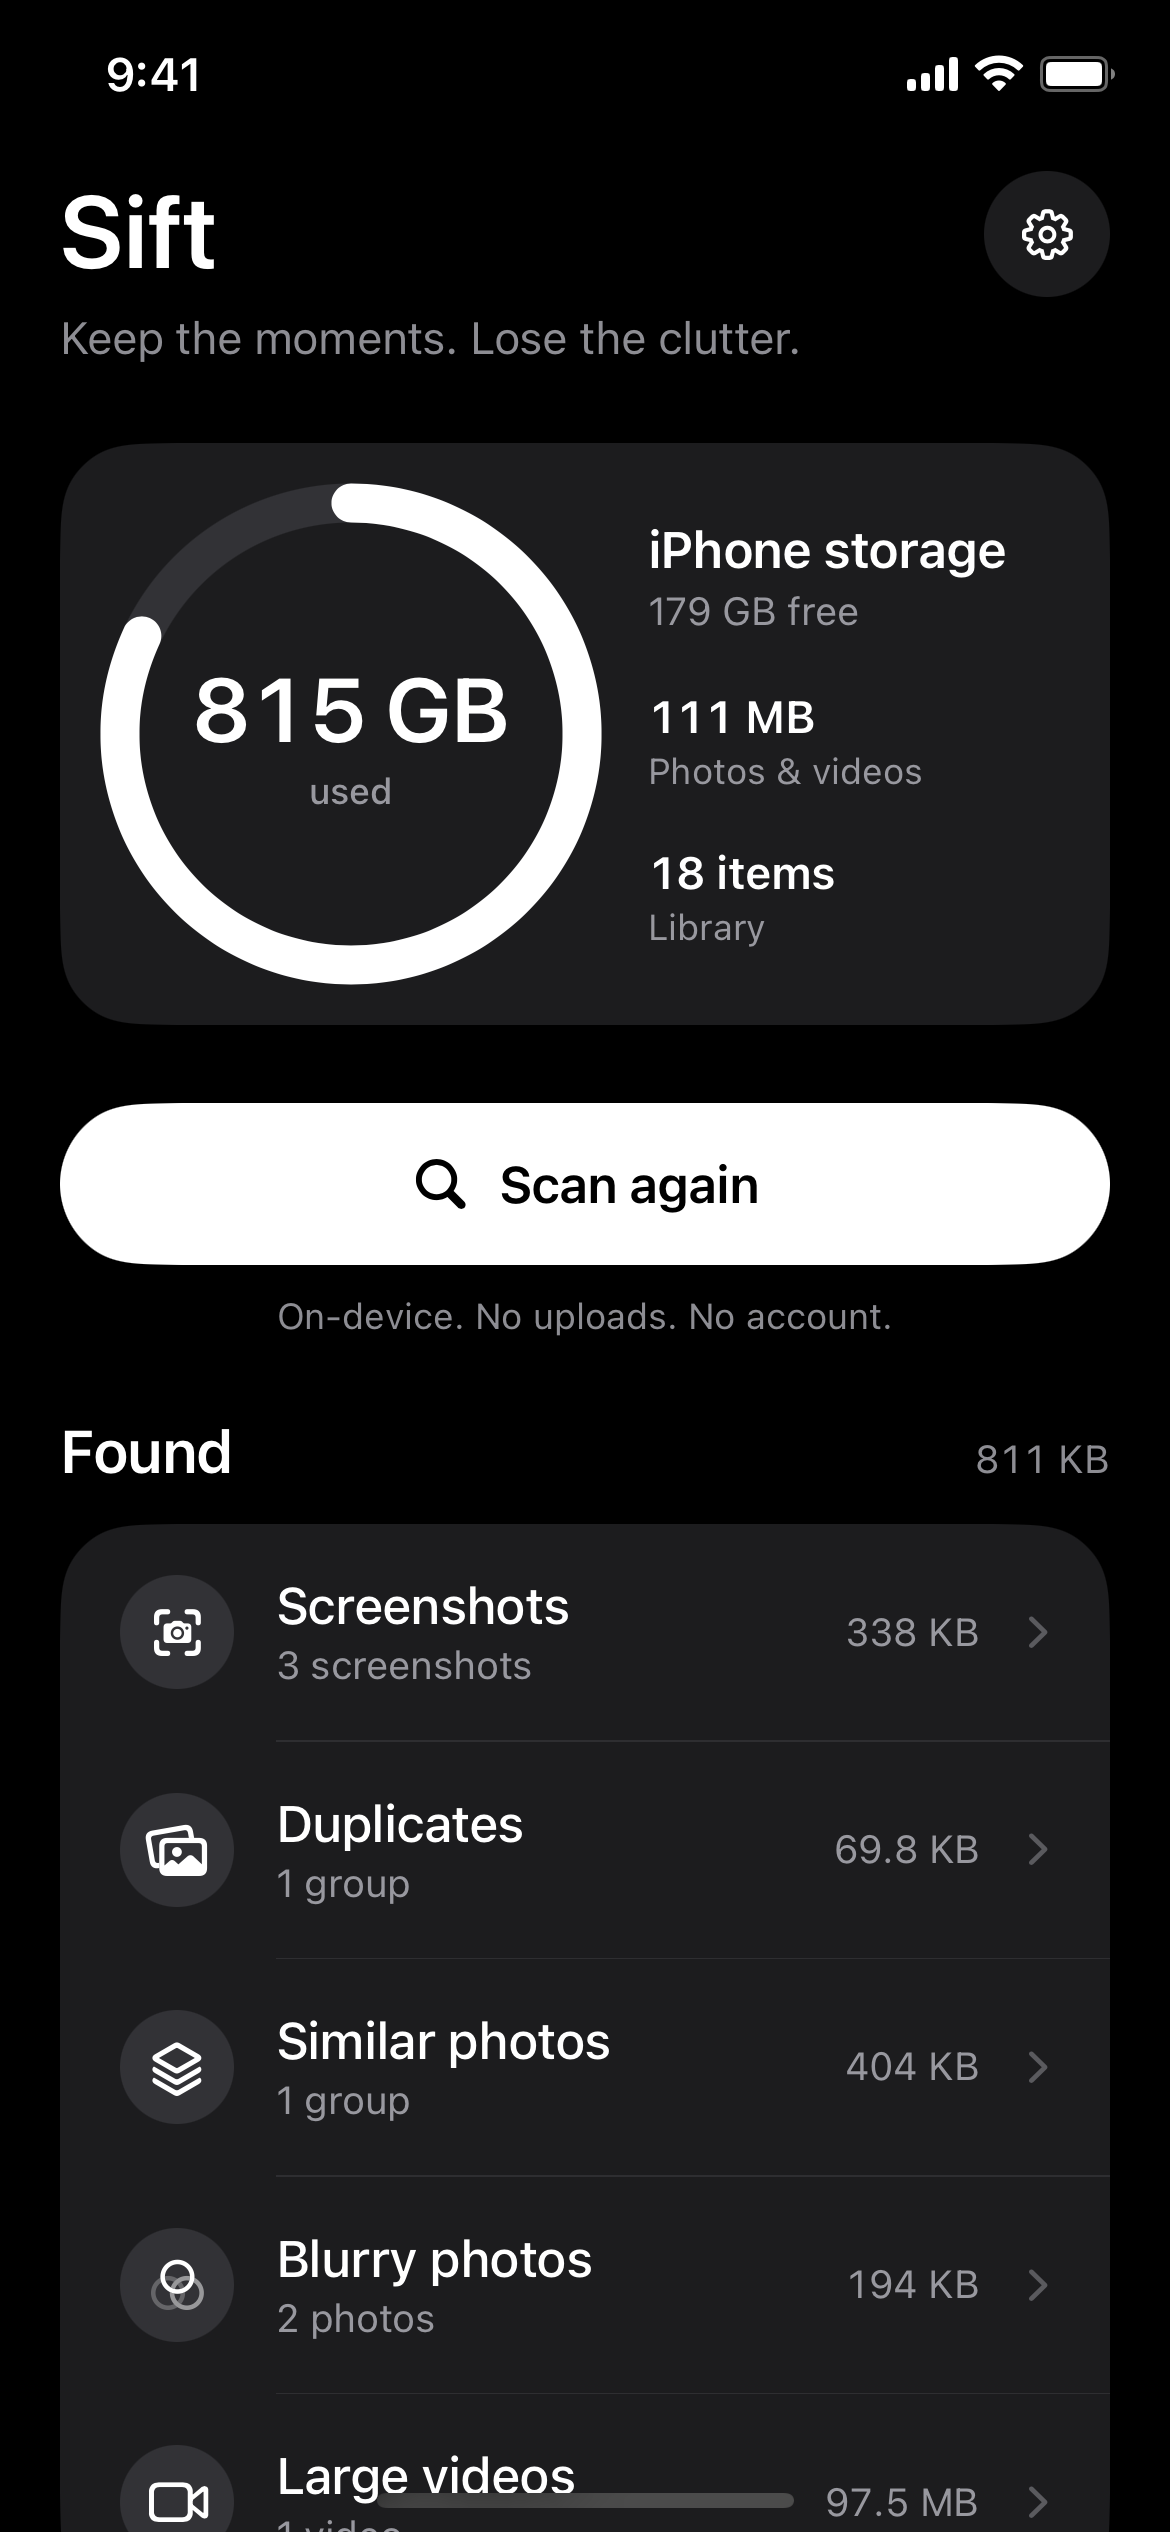 9:41
Sift
Keep the moments. Lose the clutter.
815 GB
used
iPhone storage
179 GB free
111 MB
Photos & videos
18 items
Library
Scan again
On-device. No uploads. No account.
Found
811 KB
Screenshots
338 KB
3 screenshots
Duplicates
69.8 KB
1 group
Similar photos
404 KB
1 group
Blurry photos
194 KB
2 photos
Large videos
97.5 MB
1 video